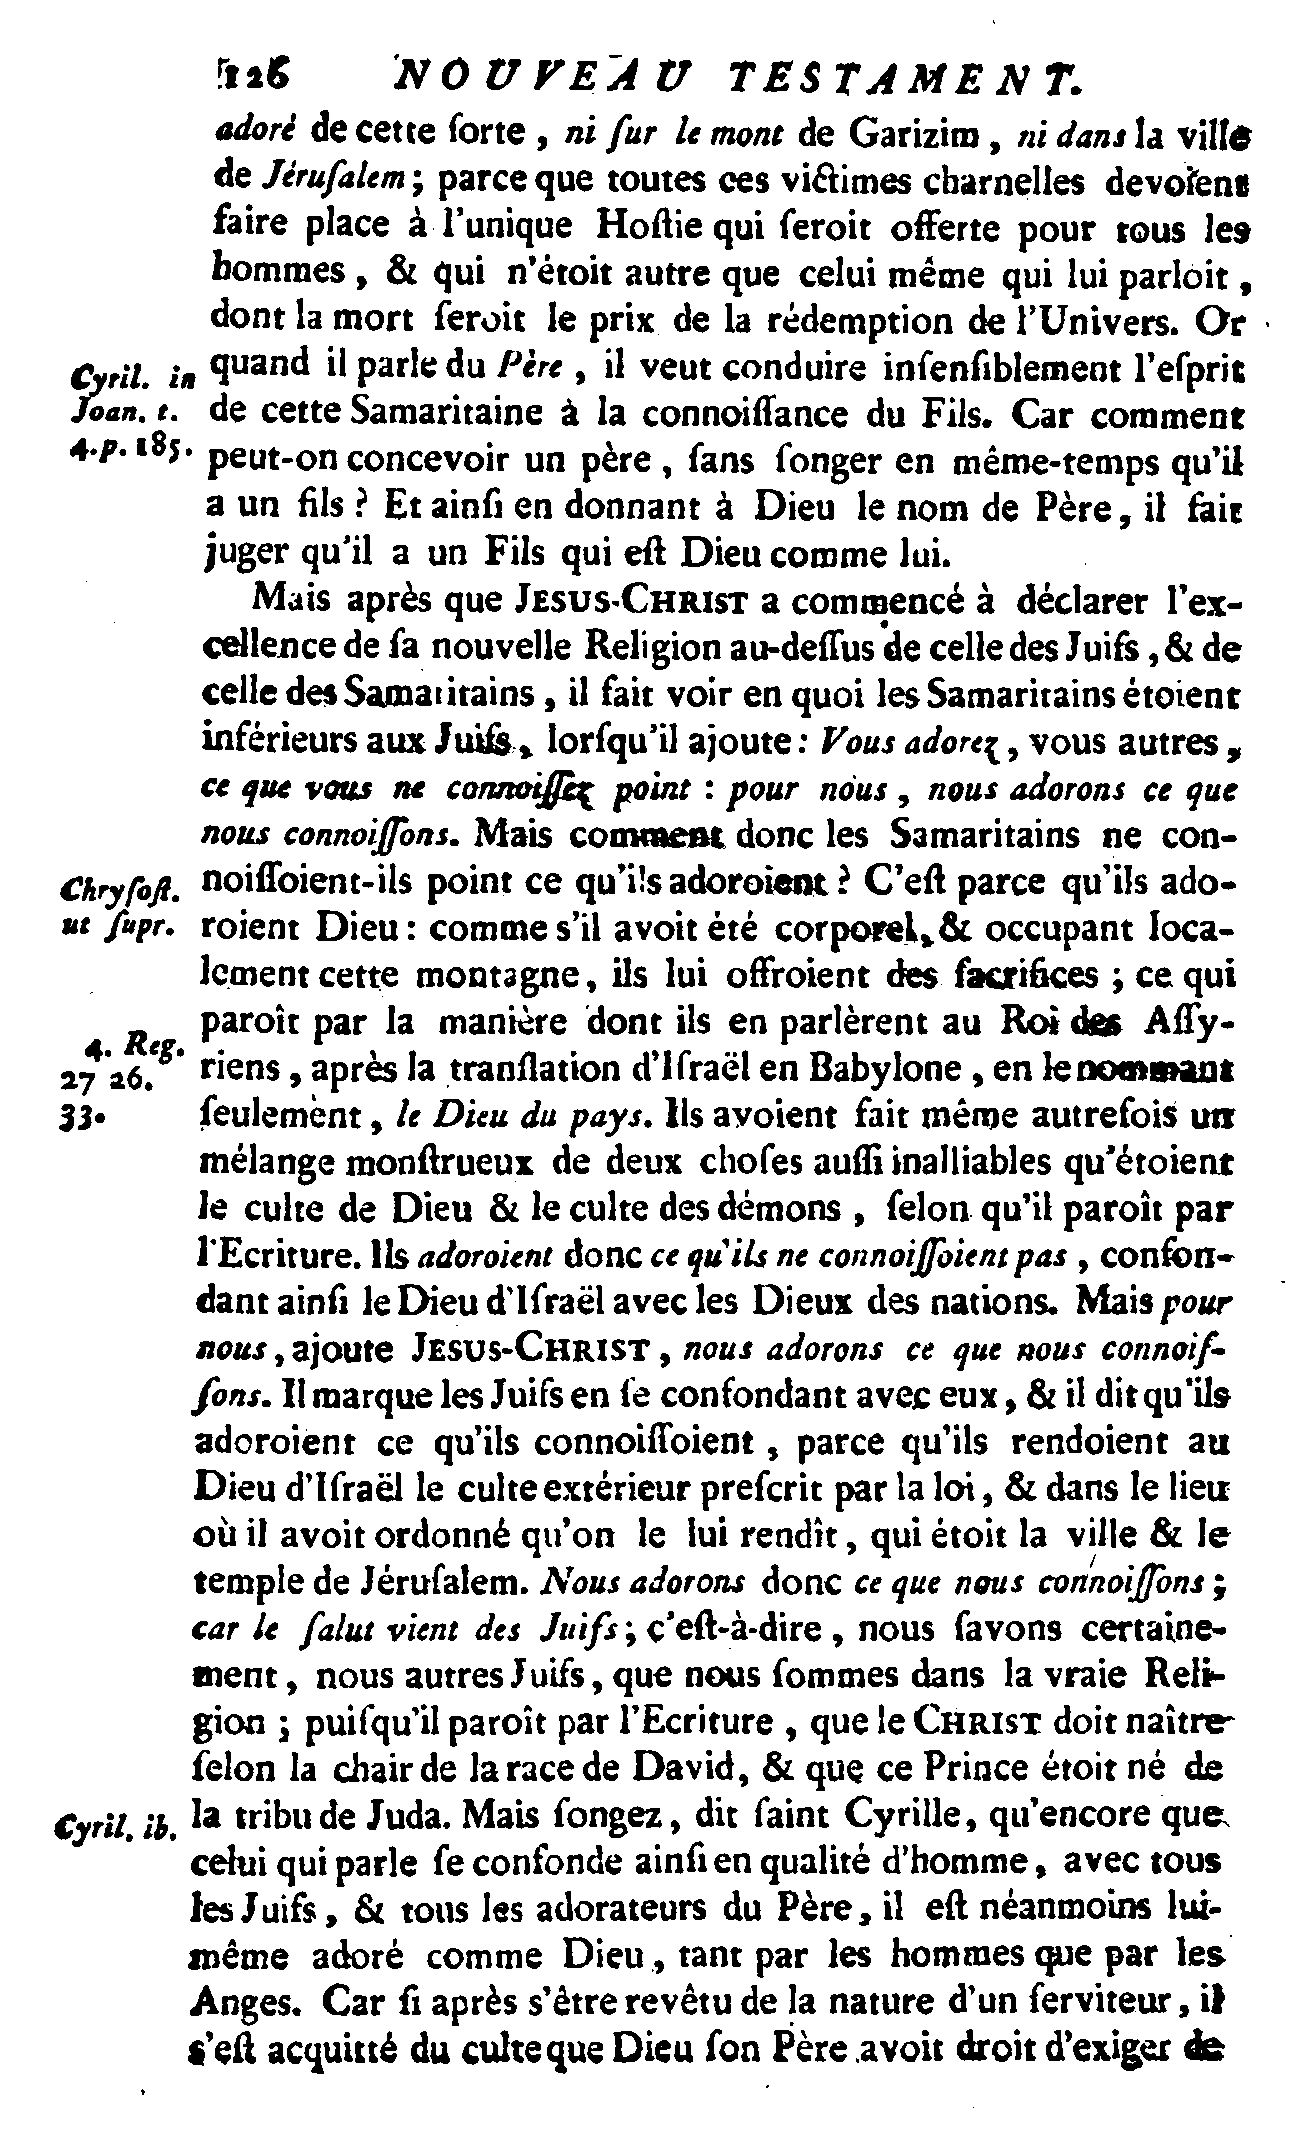 126 NOUVEAU TESTAMENT.
adoré de cette ſorte, ni ſur le mont de Garizim, ni dans la ville
de Jéruſalem; parce que toutes ces victimes charnelles devoient
faire place à l'unique Hoſtie qui ſeroit offerte pour tous les
hommes, & qui n'étoit autre que celui même qui lui parloit,
dont la mort ſeroit le prix de la rédemption de l'Univers. Or
quand il parle du Père, il veut conduire inſenſiblement l'eſprit
Cyril. in
Joan. t.
4. p. 185.
de cette Samaritaine à la connoiſſance du Fils. Car comment
peut-on concevoir un père, ſans ſonger en même-temps qu'il
a un fils? Et ainſi en donnant à Dieu le nom de Père, il fait
juger qu'il a un Fils qui eſt Dieu comme lui.
Mais après que JESUS-CHRIST a commencé à déclarer l'ex-
cellence de ſa nouvelle Religion au-deſſus de celle des Juifs, & de
celle des Samaritains, il fait voir en quoi les Samaritains étoient
inférieurs aux Juifs, lorſqu'il ajoute: Vous adorez, vous autres,
ce que vous ne connoiſſez point: pour nous, nous adorons ce que
nous connoiſſons. Mais comment donc les Samaritains ne con-
noiſſoient-ils point ce qu'ils adoroient? C'eſt parce qu'ils ado-
Chryſoſt.
ut ſupr.
roient Dieu: comme s'il avoit été corporel, & occupant loca-
lement cette montagne, ils lui offroient des ſacrifices; ce qui
paroît par la manière dont ils en parlèrent au Roi des Aſſy-
4. Reg.
27 26.
33.
riens, après la tranſlation d'Iſraël en Babylone, en le nommant
ſeulement, le Dieu du pays. Ils avoient fait même autrefois un
mélange monſtrueux de deux choſes auſſi inalliables qu'étoient
le culte de Dieu & le culte des démons, ſelon qu'il paroît par
l'Ecriture. Ils adoroient donc ce qu'ils ne connoiſſoient pas, confon-
dant ainſi le Dieu d'Iſraël avec les Dieux des nations. Mais pour
nous, ajoute JESUS-CHRIST, nous adorons ce que nous connoiſ-
ſons. Il marque les Juifs en ſe confondant avec eux, & il dit qu'ils
adoroient ce qu'ils connoiſſoient, parce qu'ils rendoient au
Dieu d'Iſraël le culte extérieur preſcrit par la loi, & dans le lieu
où il avoit ordonné qu'on le lui rendît, qui étoit la ville & le
temple de Jéruſalem. Nous adorons donc ce que nous connoiſſons;
car le ſalut vient des Juifs; c'eſt-à-dire, nous ſavons certaine-
ment, nous autres Juifs, que nous ſommes dans la vraie Reli-
gion; puiſqu'il paroît par l'Ecriture, que le CHRIST doit naître
ſelon la chair de la race de David, & que ce Prince étoit né de
la tribu de Juda. Mais ſongez, dit ſaint Cyrille, qu'encore que
Cyril. ib.
celui qui parle ſe confonde ainſi en qualité d'homme, avec tous
les Juifs, & tous les adorateurs du Père, il eſt néanmoins lui-
même adoré comme Dieu, tant par les hommes que par les
Anges. Car ſi après s'être revêtu de la nature d'un ſerviteur, il
s'eſt acquitté du culte que Dieu ſon Père avoit droit d'exiger de